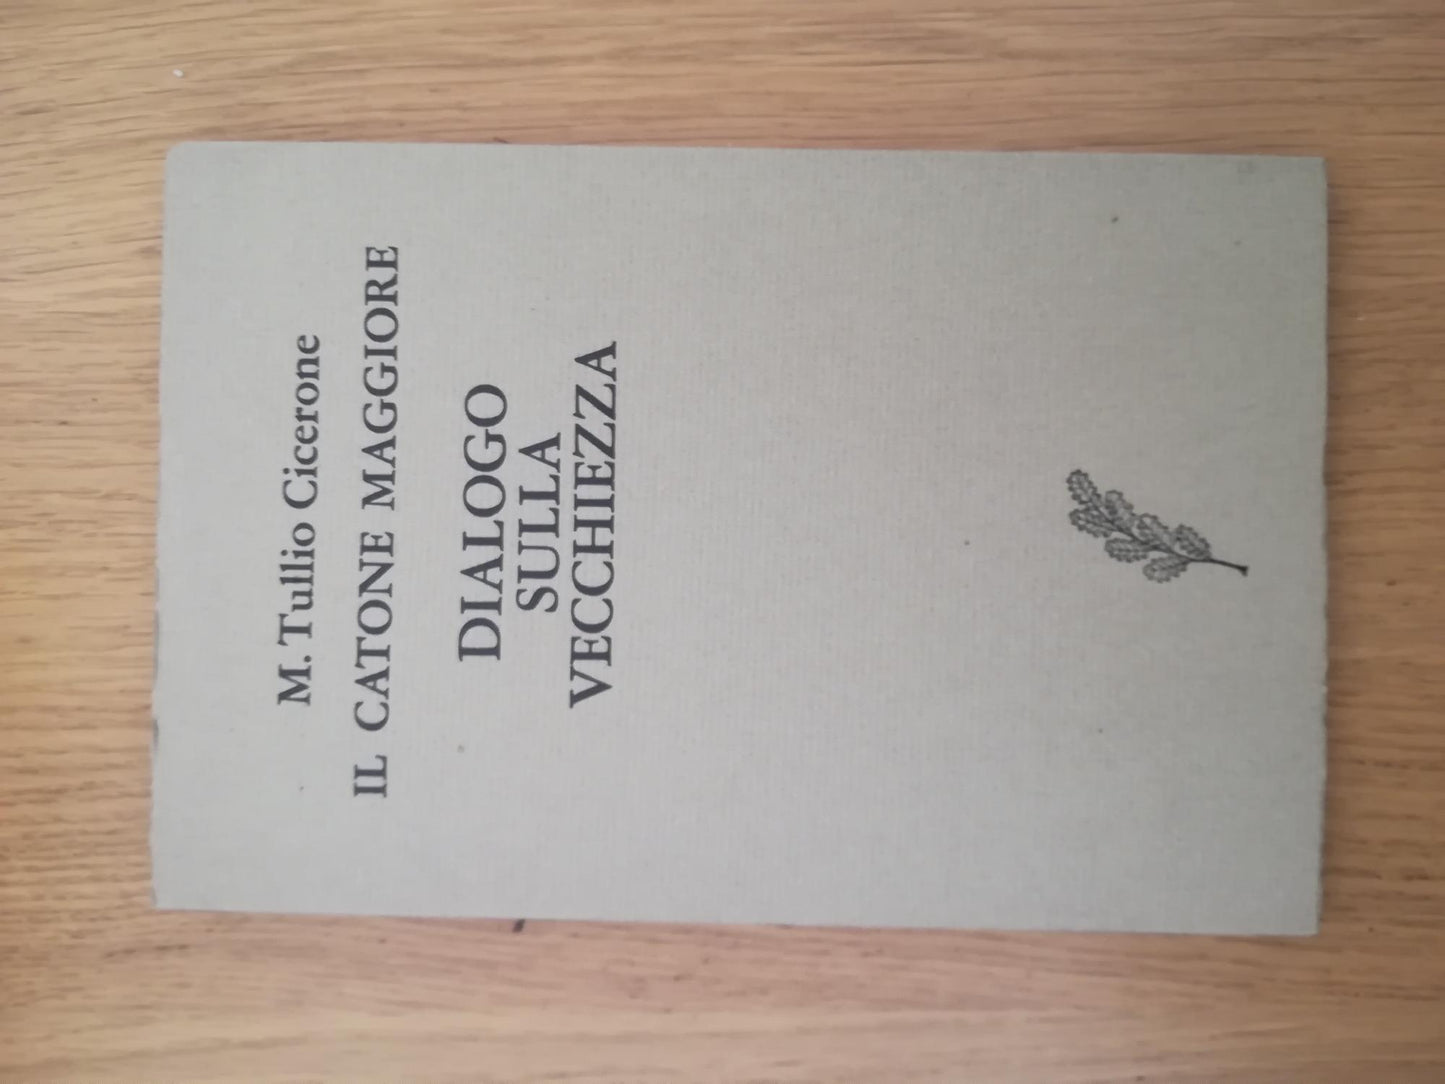 M. Tullio Cicerone
IL CATONE MAGGIORE
DIALOGO
SULLA
VECCHIEZZA